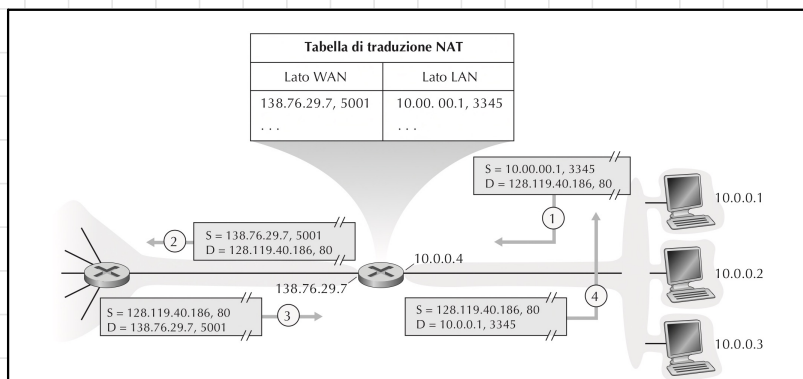 Tabella di traduzione NAT
Lato WAN
Lato LAN
138.76.29.7, 5001
10.00. 00.1, 3345
. . .
. . .
S = 10.00.00.1, 3345
D = 128.119.40.186, 80
1
10.0.0.1
2
S = 138.76.29.7, 5001
D = 128.119.40.186, 80
10.0.0.4
10.0.0.2
138.76.29.7
S = 128.119.40.186, 80
D = 138.76.29.7, 5001
3
S = 128.119.40.186, 80
D = 10.0.0.1, 3345
4
10.0.0.3